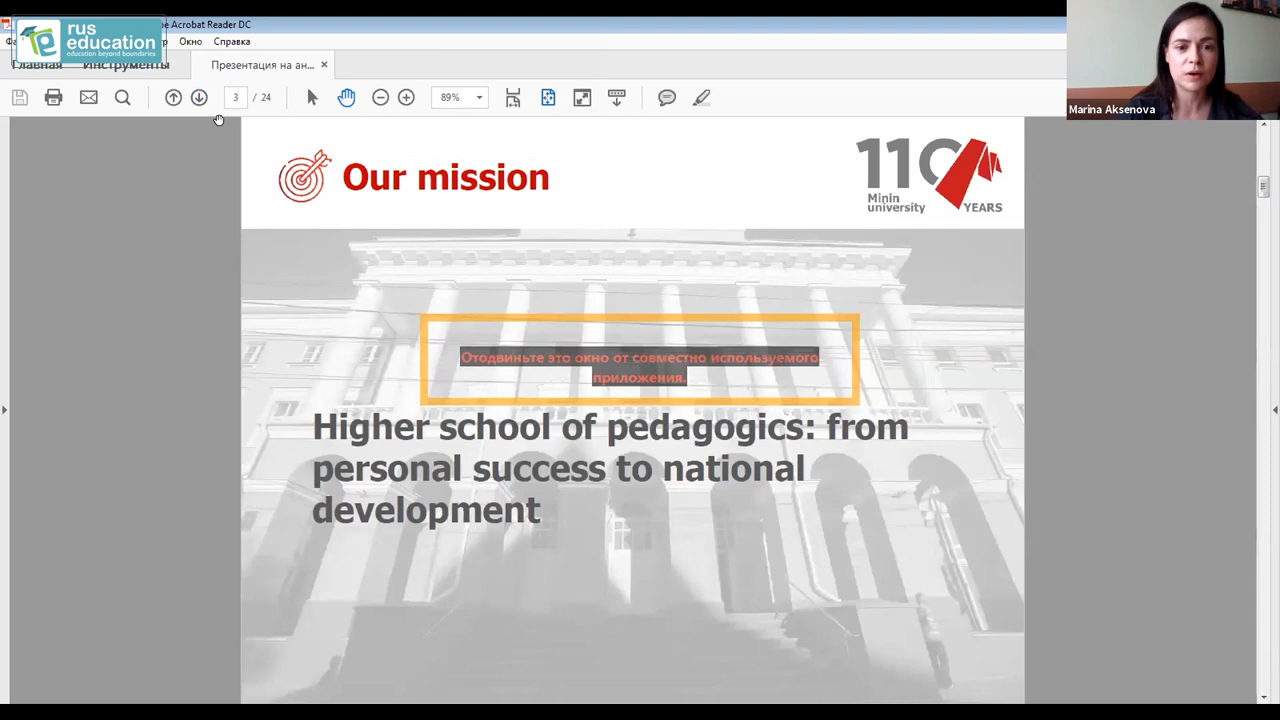 rus
education
education beyond boundaries
be Acrobat Reader DC
Окно Справка
Главная Инструменты Презентация на ан... ×
3 / 24 89%
Marina Aksenova
Our mission
110
Minin
university
YEARS
Отодвиньте это окно от совместно используемого
приложения.
Higher school of pedagogics: from
personal success to national
development